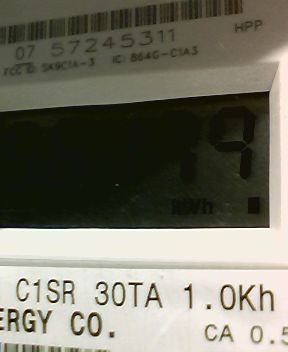 HPP
07 57245311
FCC ID: SK9C1A-3 IC: 864G-C1A3
79
kWh
C1SR 30TA 1.0Kh
ERGY CO.
CA 0.5